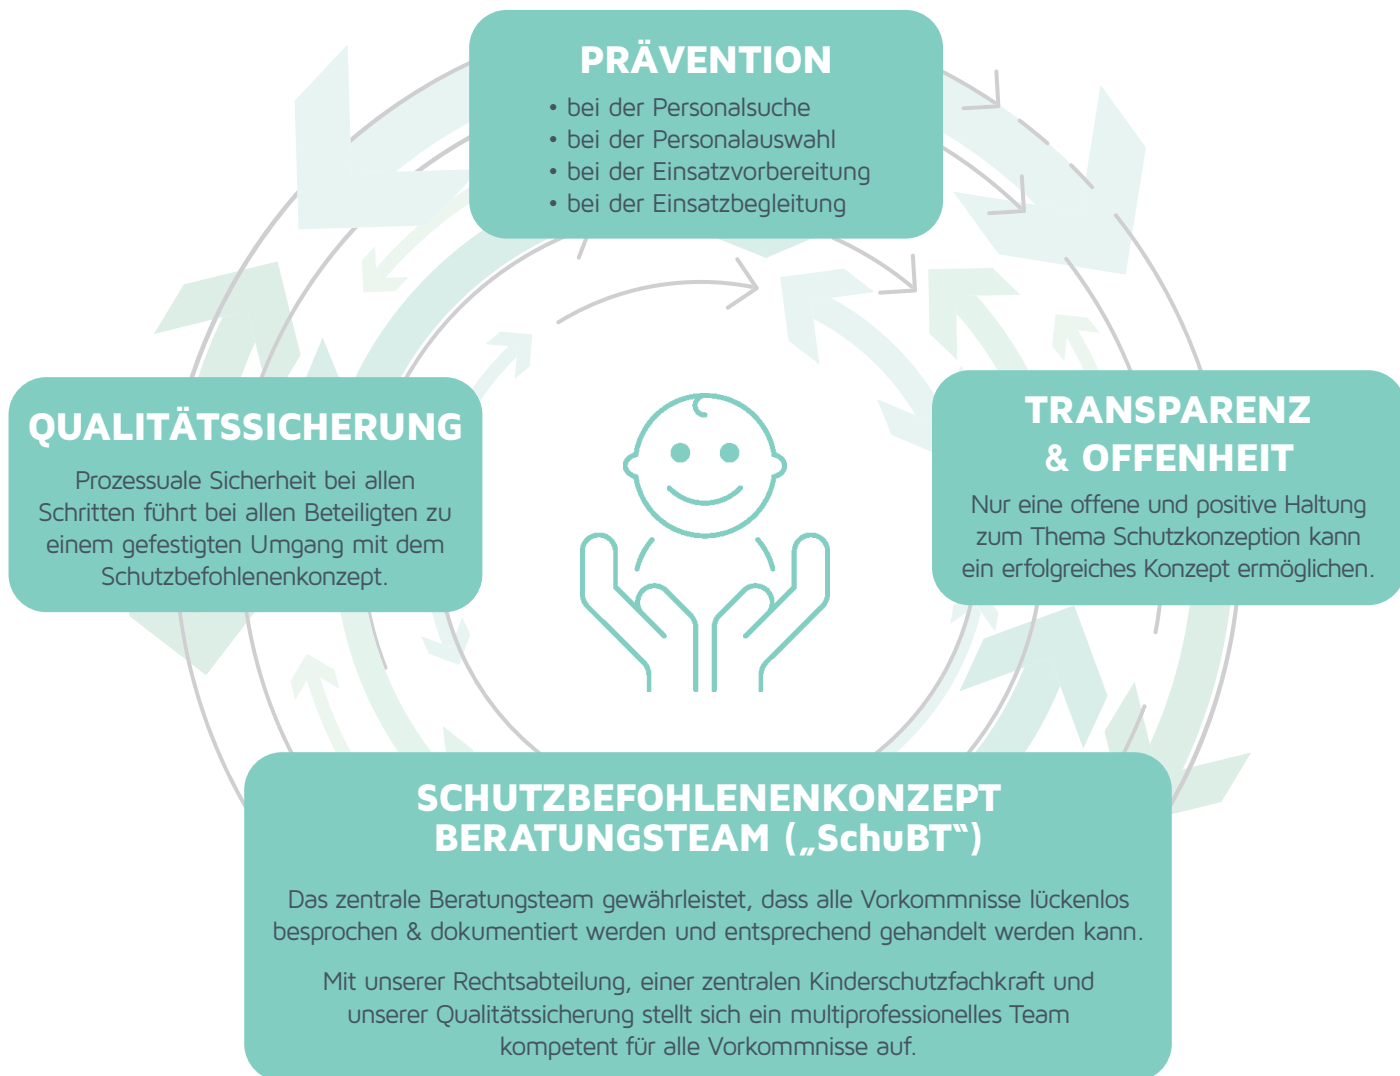 PRÄVENTION
• bei der Personalsuche
• bei der Personalauswahl
• bei der Einsatzvorbereitung
• bei der Einsatzbegleitung
QUALITÄTSSICHERUNG
Prozessuale Sicherheit bei allen
Schritten führt bei allen Beteiligten zu
einem gefestigten Umgang mit dem
Schutzbefohlenenkonzept.
TRANSPARENZ
& OFFENHEIT
Nur eine offene und positive Haltung
zum Thema Schutzkonzeption kann
ein erfolgreiches Konzept ermöglichen.
SCHUTZBEFOHLENENKONZEPT
BERATUNGSTEAM („SchuBT“)
Das zentrale Beratungsteam gewährleistet, dass alle Vorkommnisse lückenlos
besprochen & dokumentiert werden und entsprechend gehandelt werden kann.
Mit unserer Rechtsabteilung, einer zentralen Kinderschutzfachkraft und
unserer Qualitätssicherung stellt sich ein multiprofessionelles Team
kompetent für alle Vorkommnisse auf.